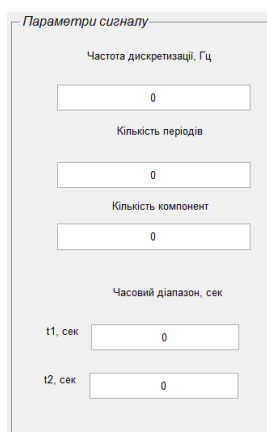 Параметри сигналу
Частота дискретизації, Гц
0
Кількість періодів
0
Кількість компонент
0
Часовий діапазон, сек
t1, сек 0
t2, сек 0